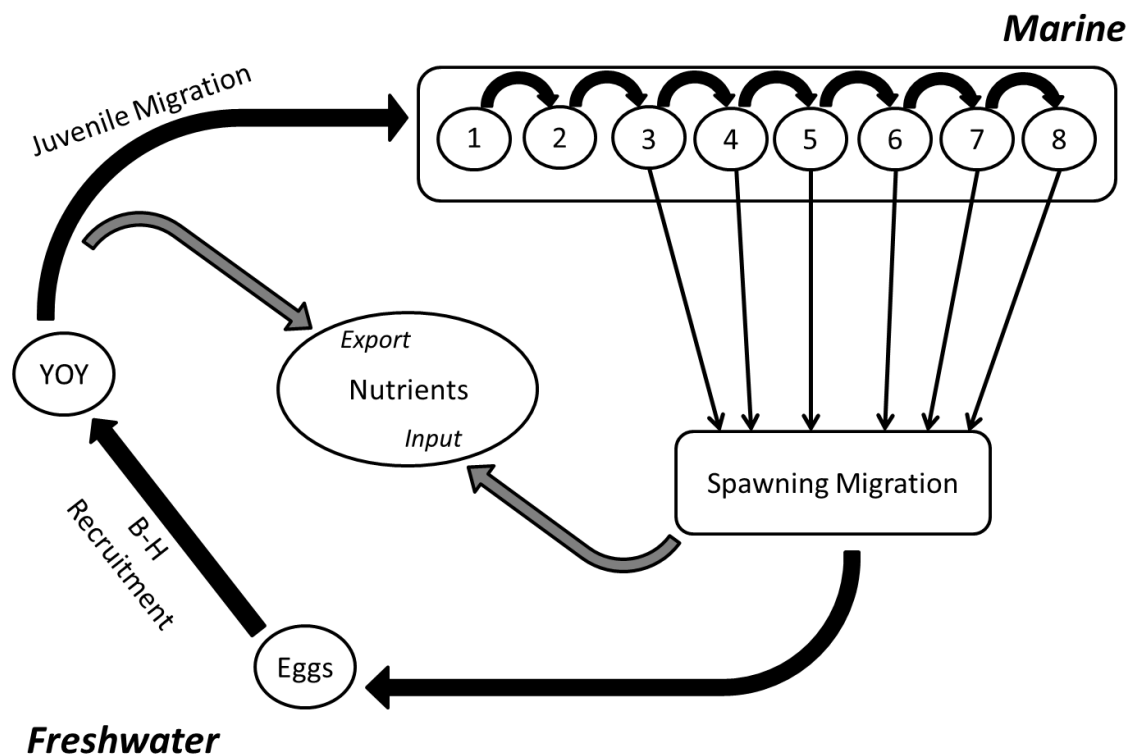 Marine
Juvenile Migration
1 2 3 4 5 6 7 8
Export
YOY
Nutrients
Input
Spawning Migration
B-H
Recruitment
Eggs
Freshwater